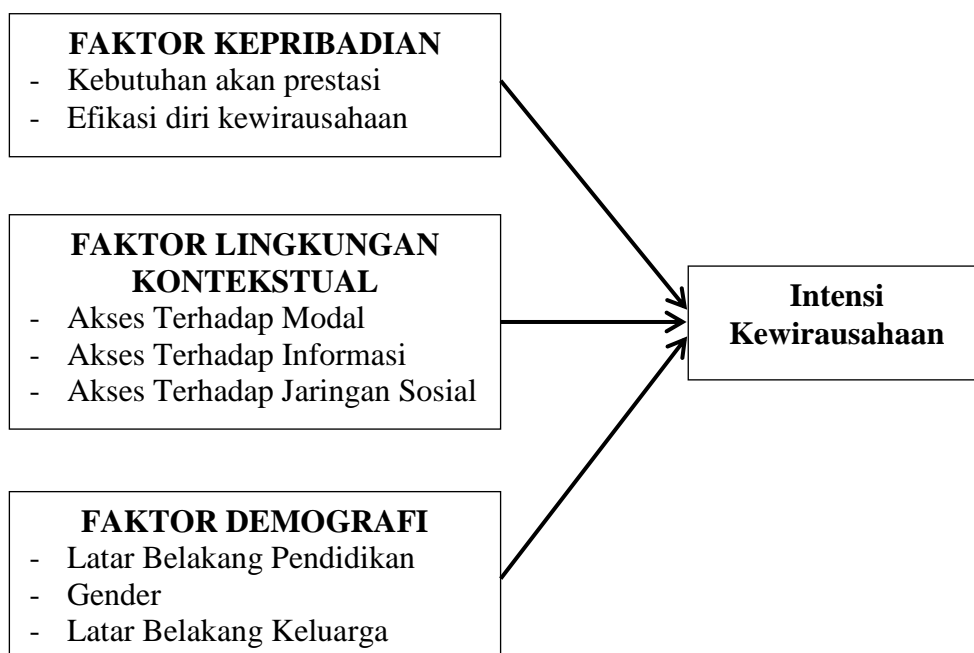 FAKTOR KEPRIBADIAN
- Kebutuhan akan prestasi
- Efikasi diri kewirausahaan
FAKTOR LINGKUNGAN
KONTEKSTUAL
- Akses Terhadap Modal
- Akses Terhadap Informasi
- Akses Terhadap Jaringan Sosial
Intensi
Kewirausahaan
FAKTOR DEMOGRAFI
- Latar Belakang Pendidikan
- Gender
- Latar Belakang Keluarga